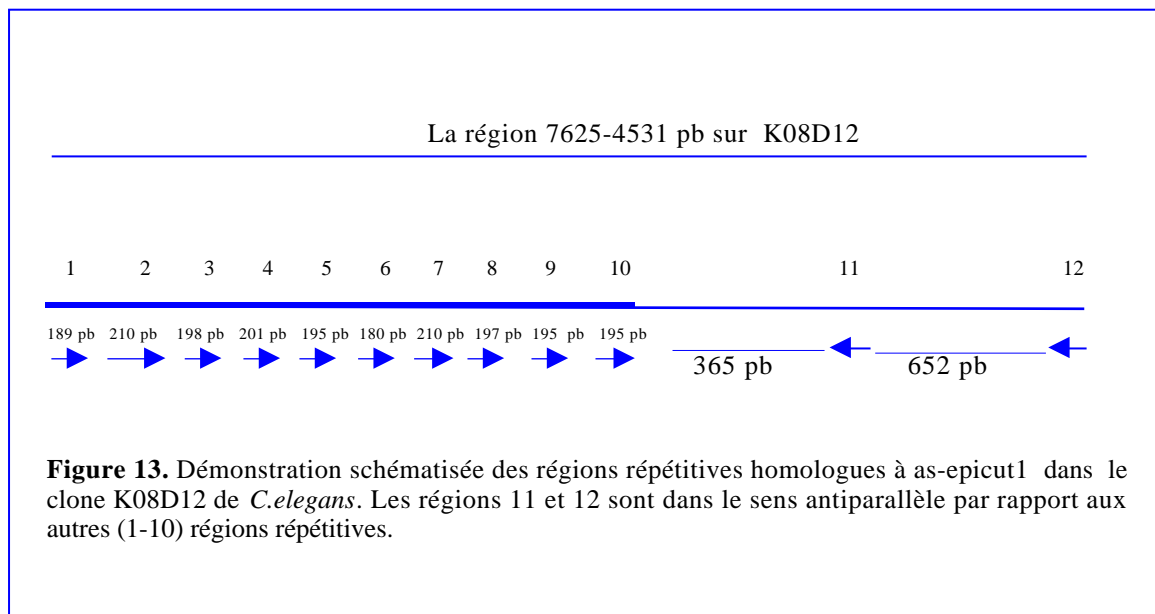 La région 7625-4531 pb sur K08D12
1 2 3 4 5 6 7 8 9 10 11 12
189 pb 210 pb 198 pb 201 pb 195 pb 180 pb 210 pb 197 pb 195 pb 195 pb
365 pb 652 pb
Figure 13. Démonstration schématisée des régions répétitives homologues à as-epicut1 dans le
clone K08D12 de C.elegans. Les régions 11 et 12 sont dans le sens antiparallèle par rapport aux
autres (1-10) régions répétitives.